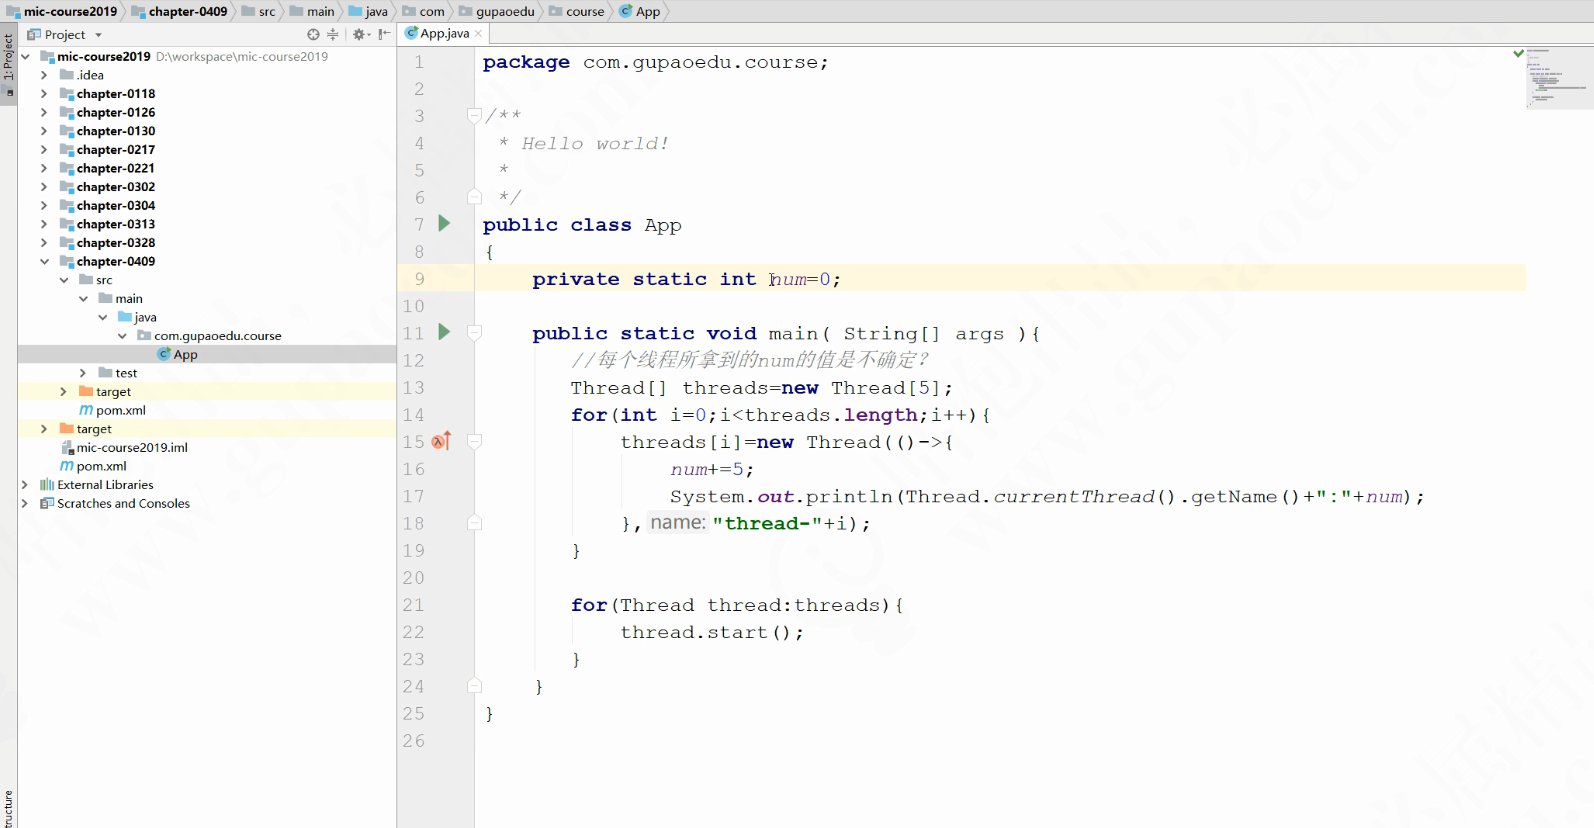 mic-course2019 chapter-0409 src main java com gupaoedu course App
Project
App.java
1: Project
mic-course2019 D:\workspace\mic-course2019
.idea
chapter-0118
chapter-0126
chapter-0130
chapter-0217
chapter-0221
chapter-0302
chapter-0304
chapter-0313
chapter-0328
chapter-0409
src
main
java
com.gupaoedu.course
App
test
target
pom.xml
target
mic-course2019.iml
pom.xml
External Libraries
Scratches and Consoles
ructure
1 package com.gupaoedu.course;
2
3 /**
4 * Hello world!
5 *
6 */
7 public class App
8 {
9 private static int num=0;
10
11 public static void main( String[] args ){
12 //每个线程所拿到的num的值是不确定?
13 Thread[] threads=new Thread[5];
14 for(int i=0;i<threads.length;i++){
15 threads[i]=new Thread(()->{
16 num+=5;
17 System.out.println(Thread.currentThread().getName()+":"+num);
18 }, name: "thread-"+i);
19 }
20
21 for(Thread thread:threads){
22 thread.start();
23 }
24 }
25 }
26